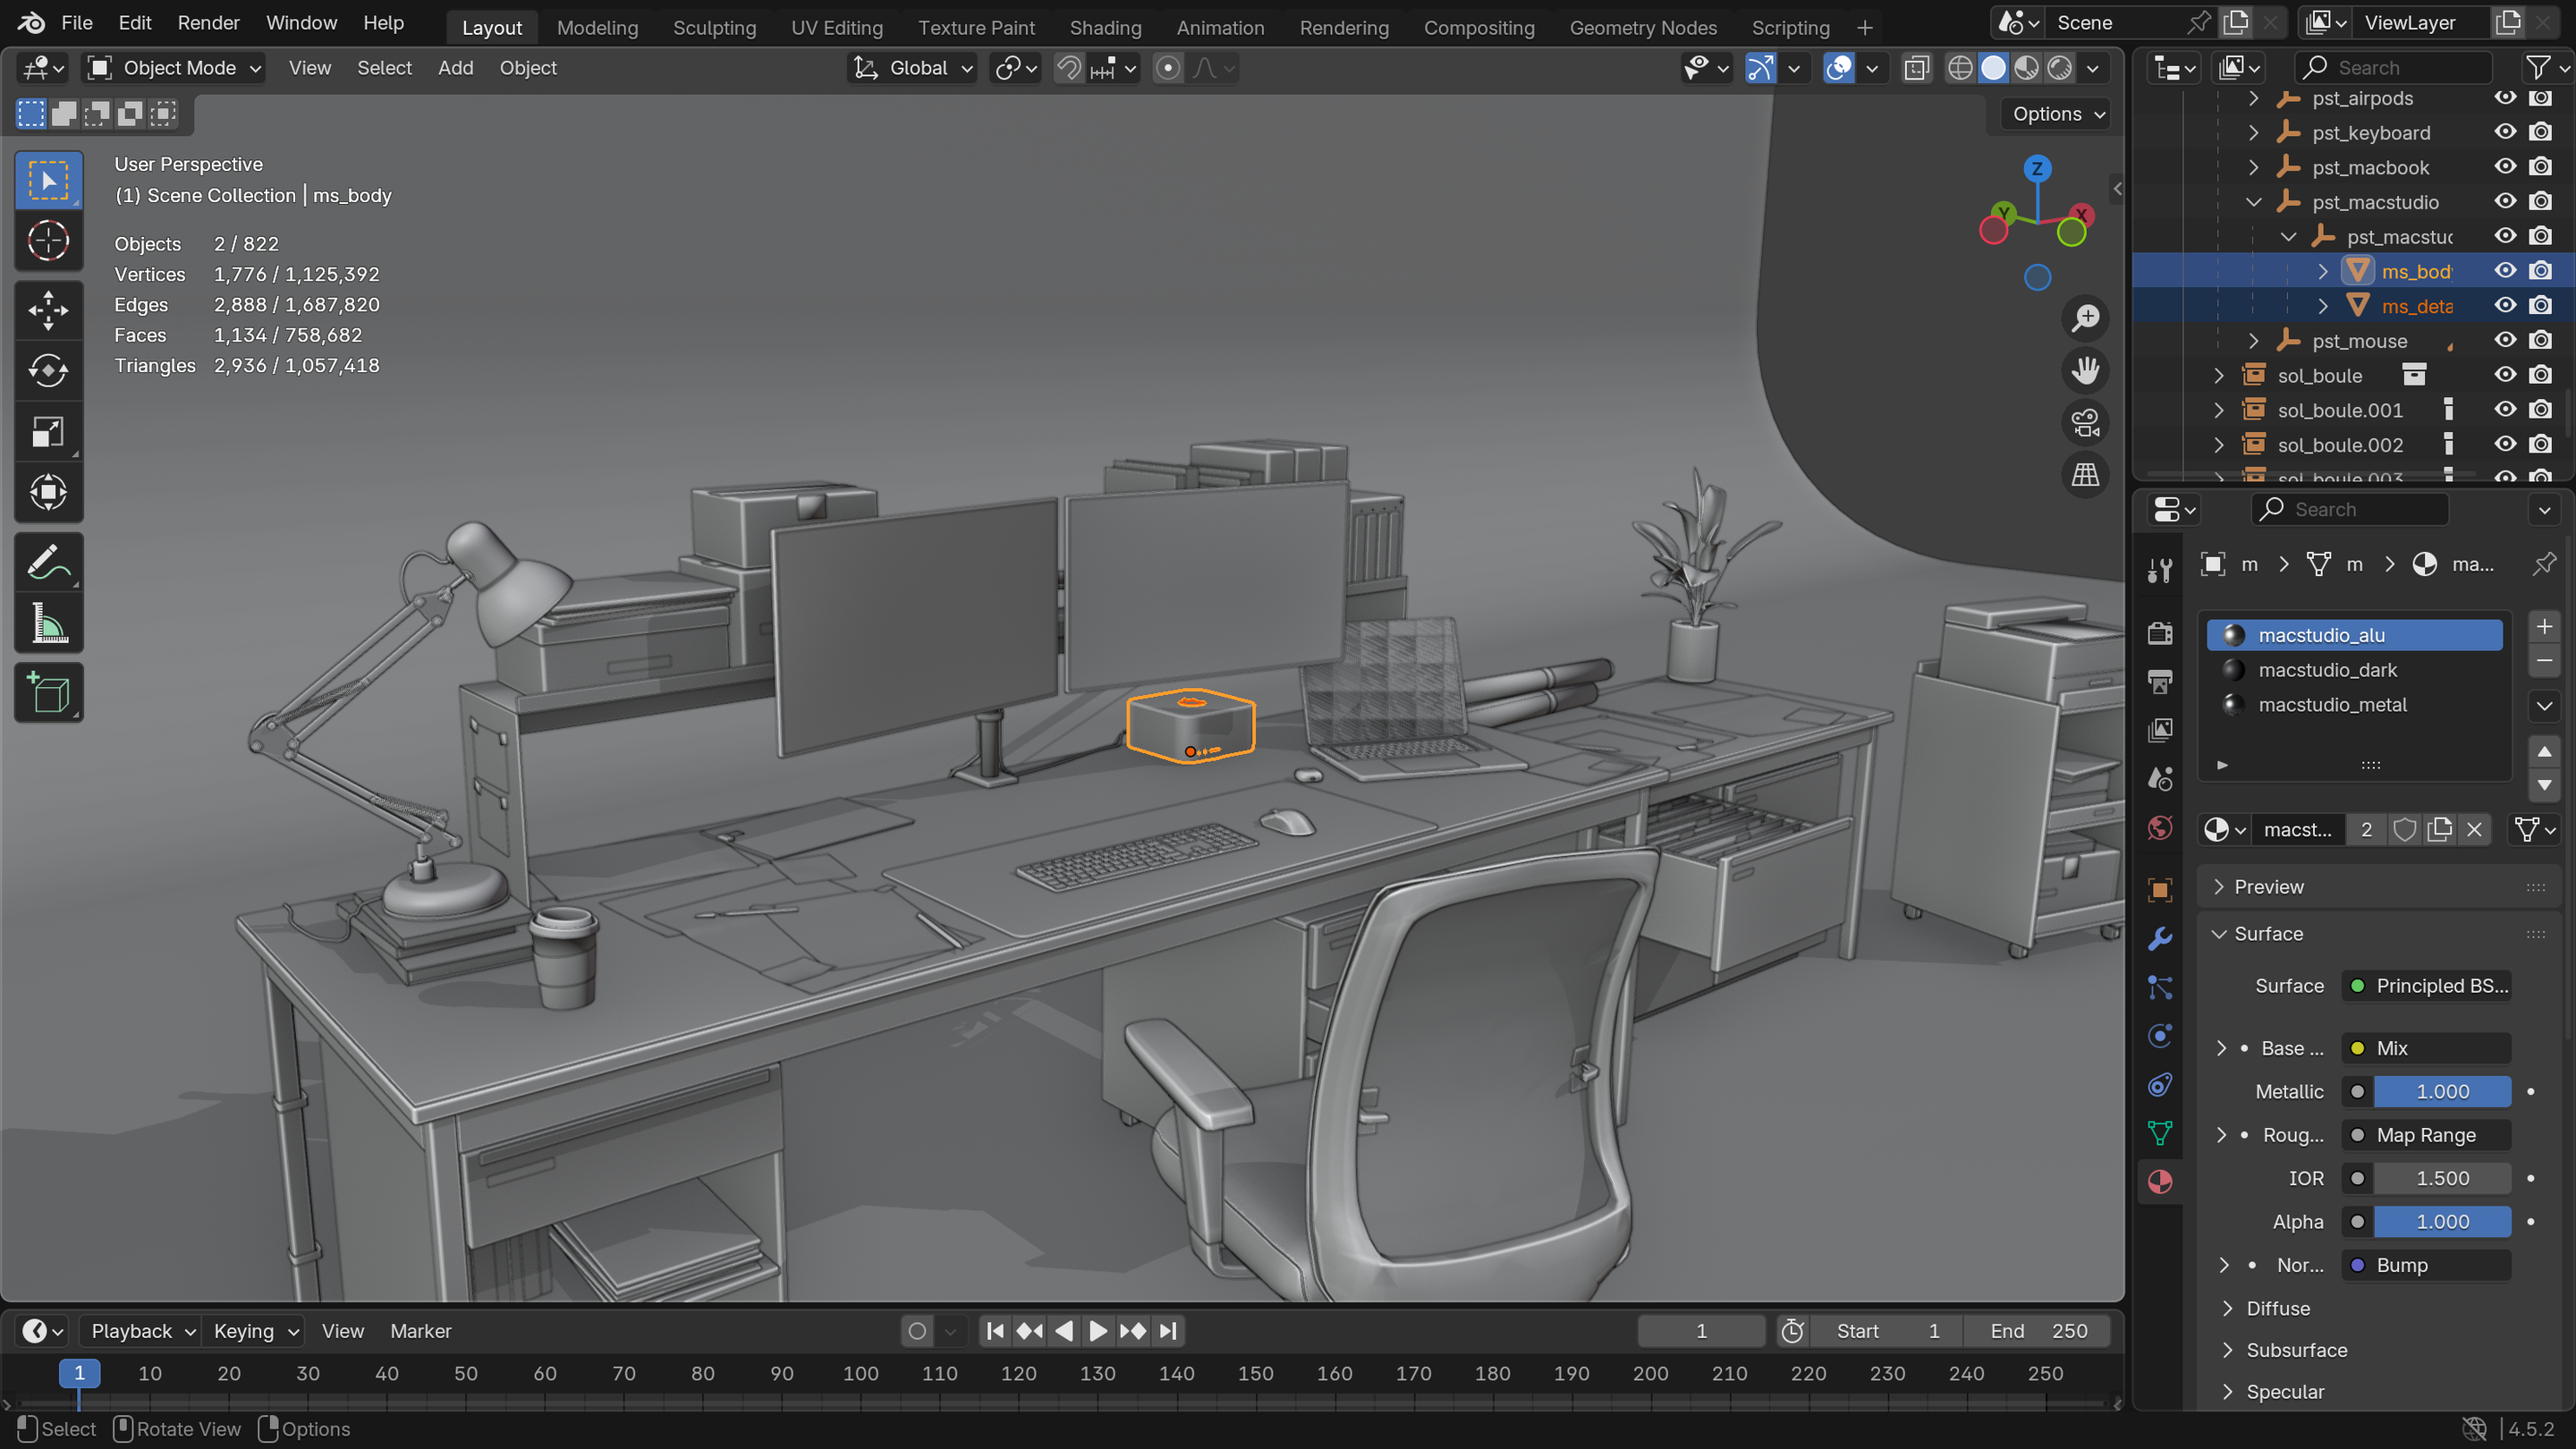 File Edit Render Window Help Layout Modeling Sculpting UV Editing Texture Paint Shading Animation Rendering Compositing Geometry Nodes Scripting + Scene ViewLayer
Object Mode View Select Add Object Global Search
Options
User Perspective
(1) Scene Collection | ms_body
Objects 2 / 822
Vertices 1,776 / 1,125,392
Edges 2,888 / 1,687,820
Faces 1,134 / 758,682
Triangles 2,936 / 1,057,418
Z
Y
X
pst_airpods
pst_keyboard
pst_macbook
pst_macstudio
pst_macstud
ms_body
ms_deta
pst_mouse
sol_boule
sol_boule.001
sol_boule.002
sol_boule.003
Search
m > m > ma...
macstudio_alu
macstudio_dark
macstudio_metal
macst... 2
Preview
Surface
Surface Principled BS...
Base ... Mix
Metallic 1.000
Roug... Map Range
IOR 1.500
Alpha 1.000
Nor... Bump
Diffuse
Subsurface
Specular
Playback Keying View Marker 1 Start 1 End 250
1 10 20 30 40 50 60 70 80 90 100 110 120 130 140 150 160 170 180 190 200 210 220 230 240 250
Select Rotate View Options 4.5.2